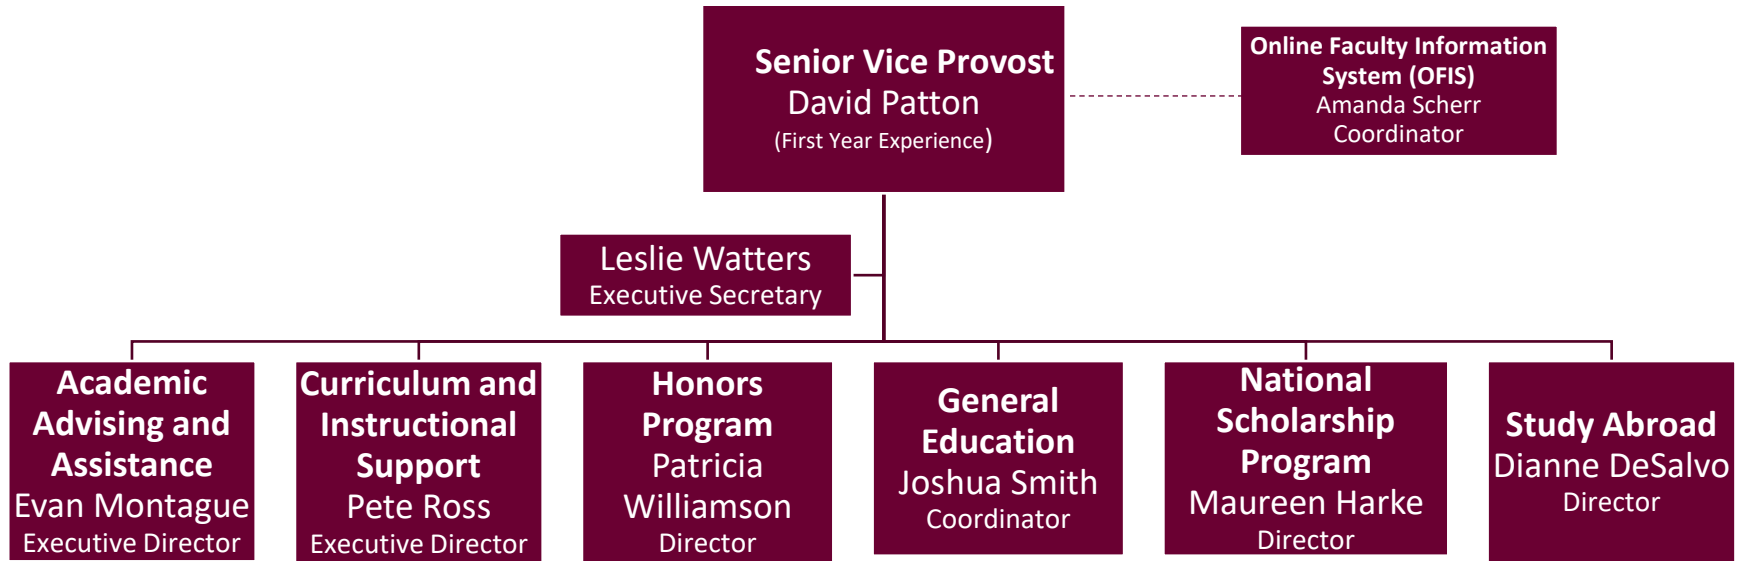 Senior Vice Provost
David Patton
(First Year Experience)
Online Faculty Information
System (OFIS)
Amanda Scherr
Coordinator
Leslie Watters
Executive Secretary
Academic
Advising and
Assistance
Evan Montague
Executive Director
Curriculum and
Instructional
Support
Pete Ross
Executive Director
Honors
Program
Patricia
Williamson
Director
General
Education
Joshua Smith
Coordinator
National
Scholarship
Program
Maureen Harke
Director
Study Abroad
Dianne DeSalvo
Director